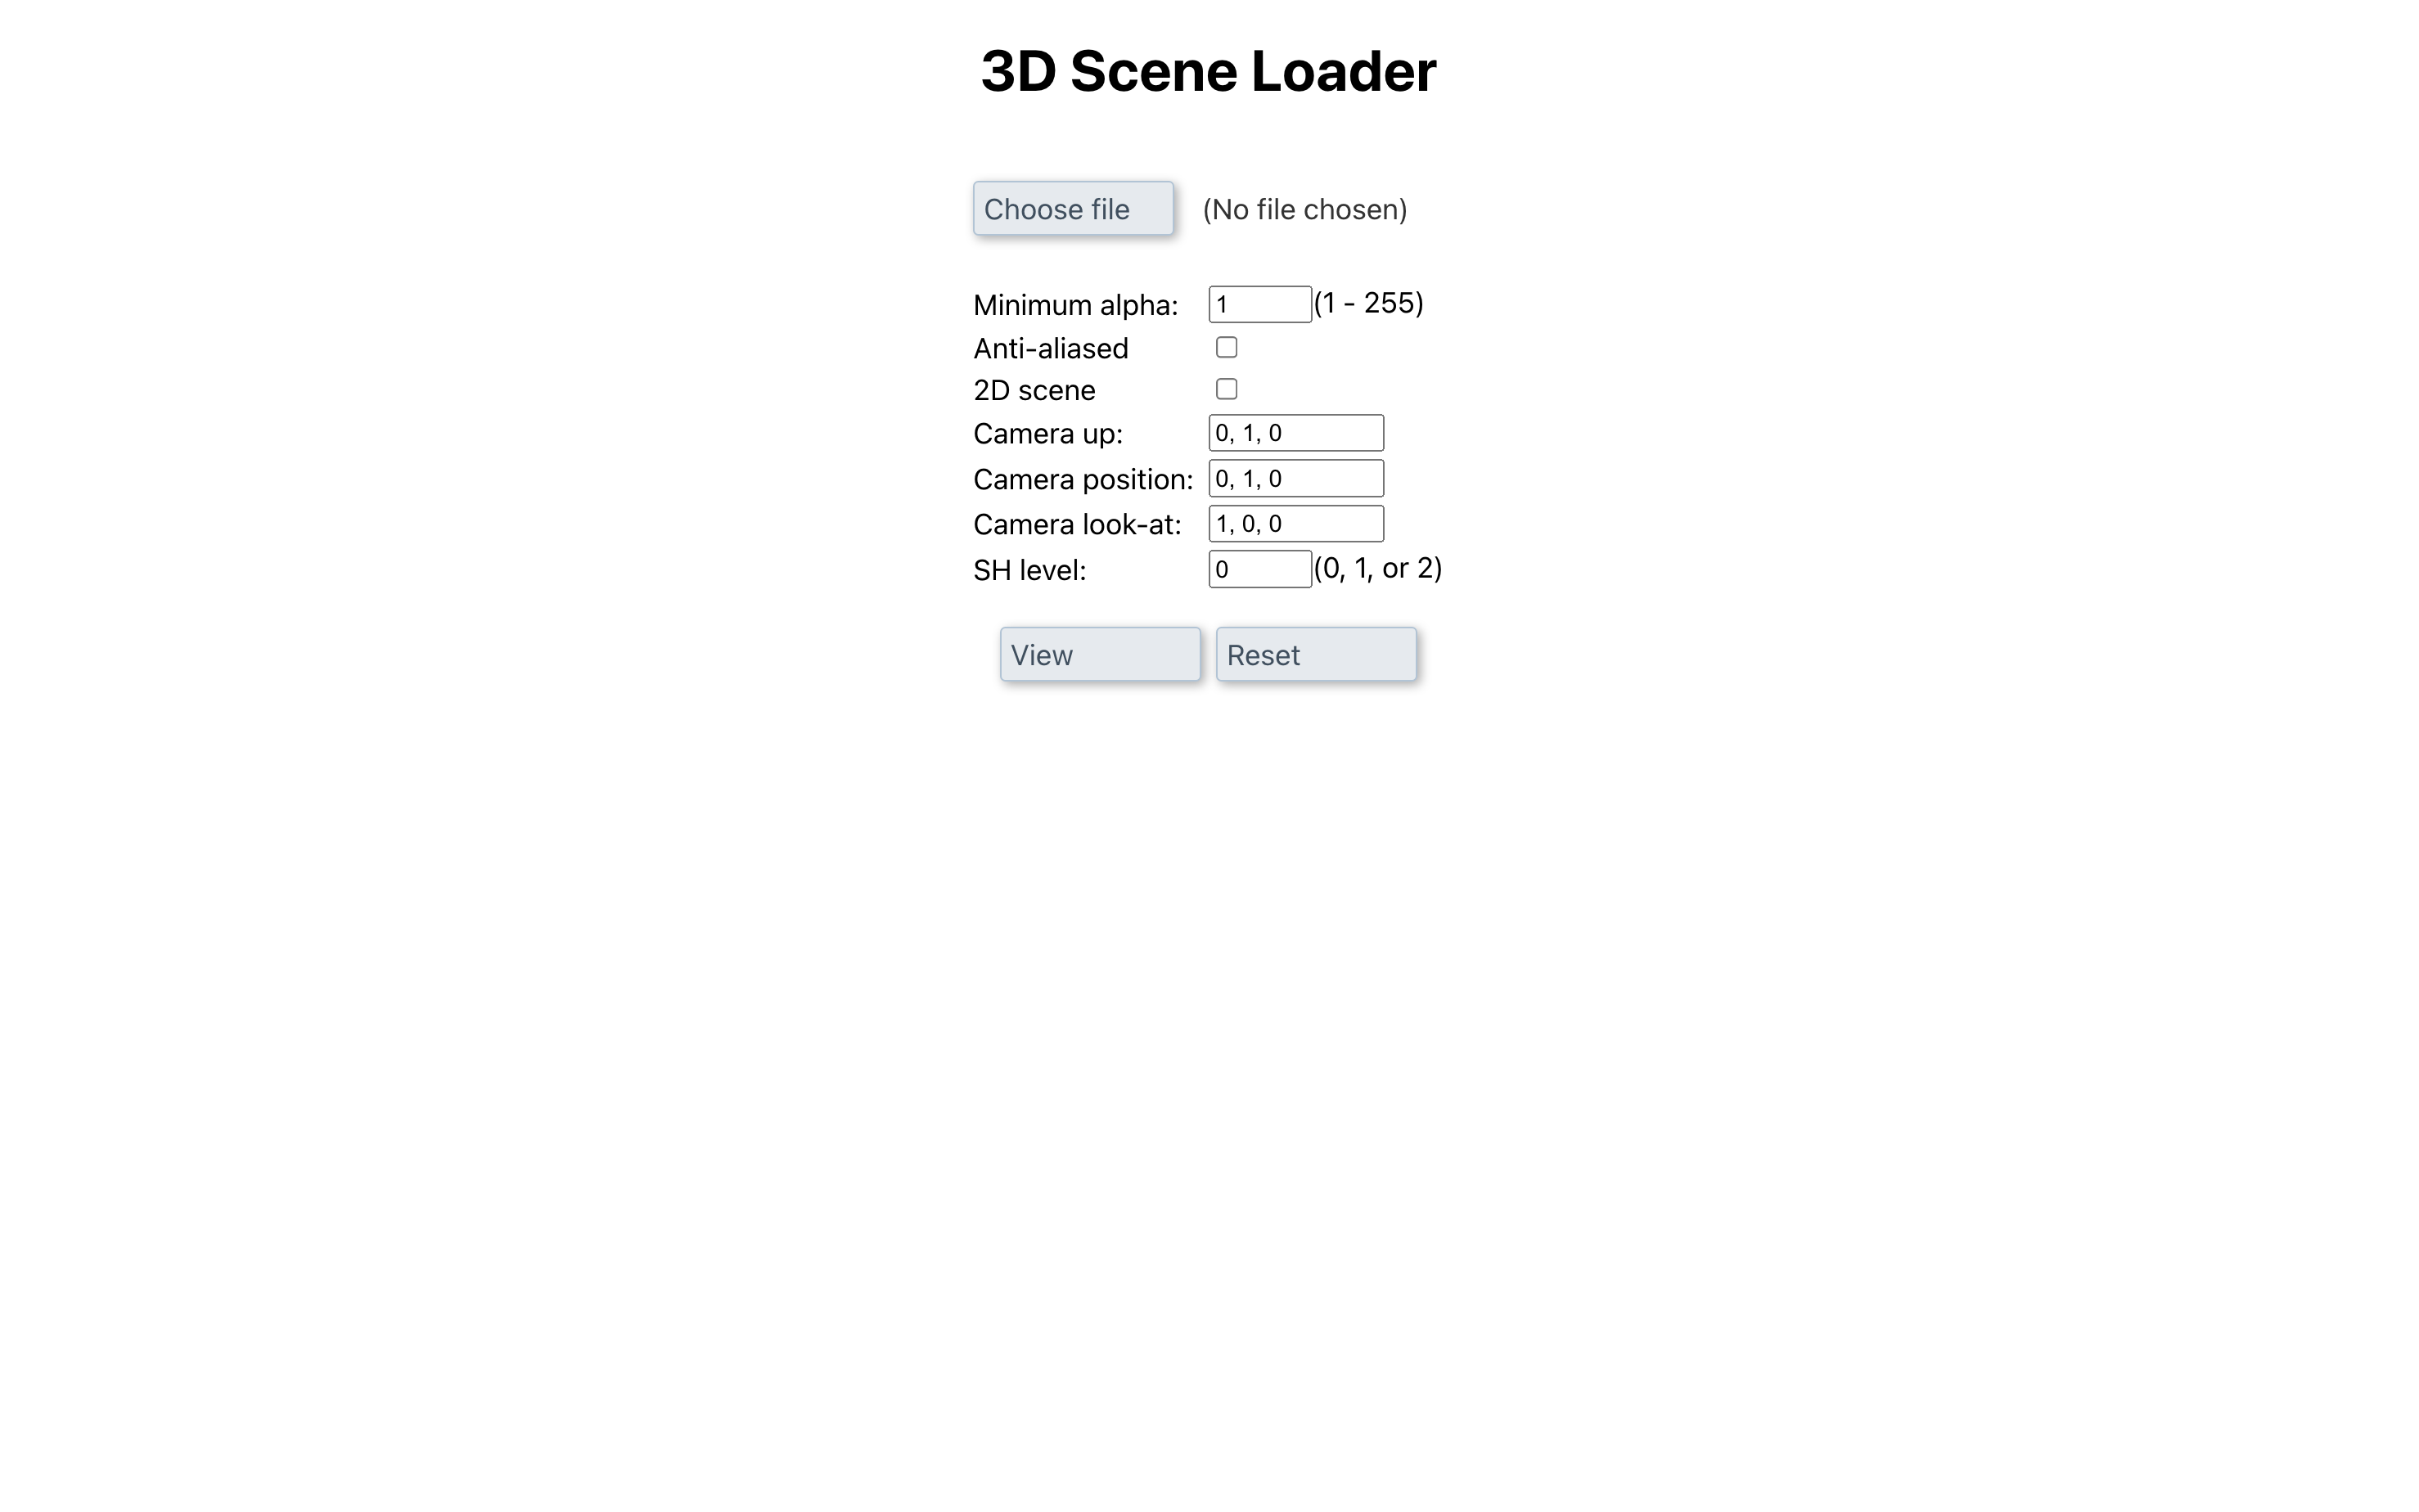 3D Scene Loader
Choose file (No file chosen)
Minimum alpha: 1 (1 - 255)
Anti-aliased
2D scene
Camera up: 0, 1, 0
Camera position: 0, 1, 0
Camera look-at: 1, 0, 0
SH level: 0 (0, 1, or 2)
View Reset